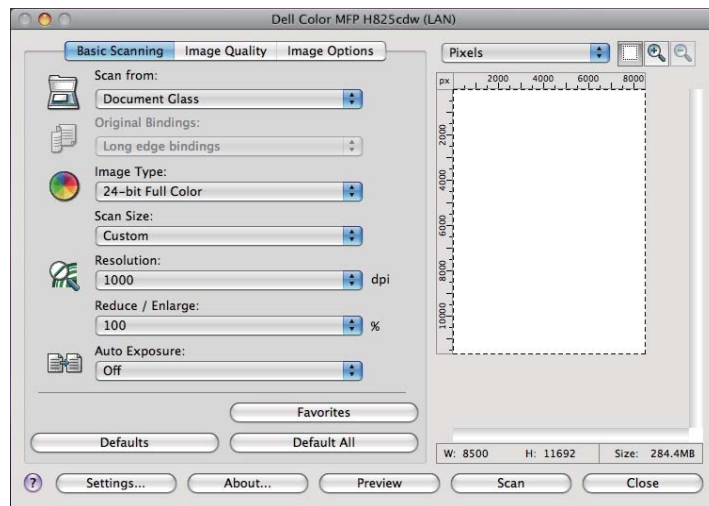 Dell Color MFP H825cdw (LAN)
Basic Scanning Image Quality Image Options
Scan from:
Document Glass
Original Bindings:
Long edge bindings
Image Type:
24-bit Full Color
Scan Size:
Custom
Resolution:
1000 dpi
Reduce / Enlarge:
100 %
Auto Exposure:
Off
Favorites
Defaults Default All
Pixels
px 2000 4000 6000 8000
2000
4000
6000
8000
10000
W: 8500 H: 11692 Size: 284.4MB
? Settings... About... Preview Scan Close